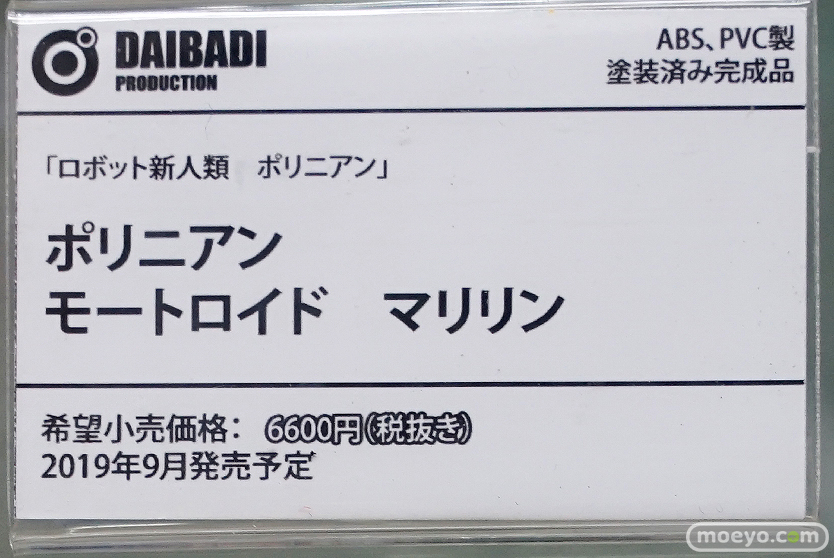 DAIBADI
PRODUCTION
ABS、PVC製
塗装済み完成品
「ロボット新人類　ポリニアン」
ポリニアン
モートロイド　マリリン
希望小売価格： 6600円（税抜き）
2019年9月発売予定
moeyo.com